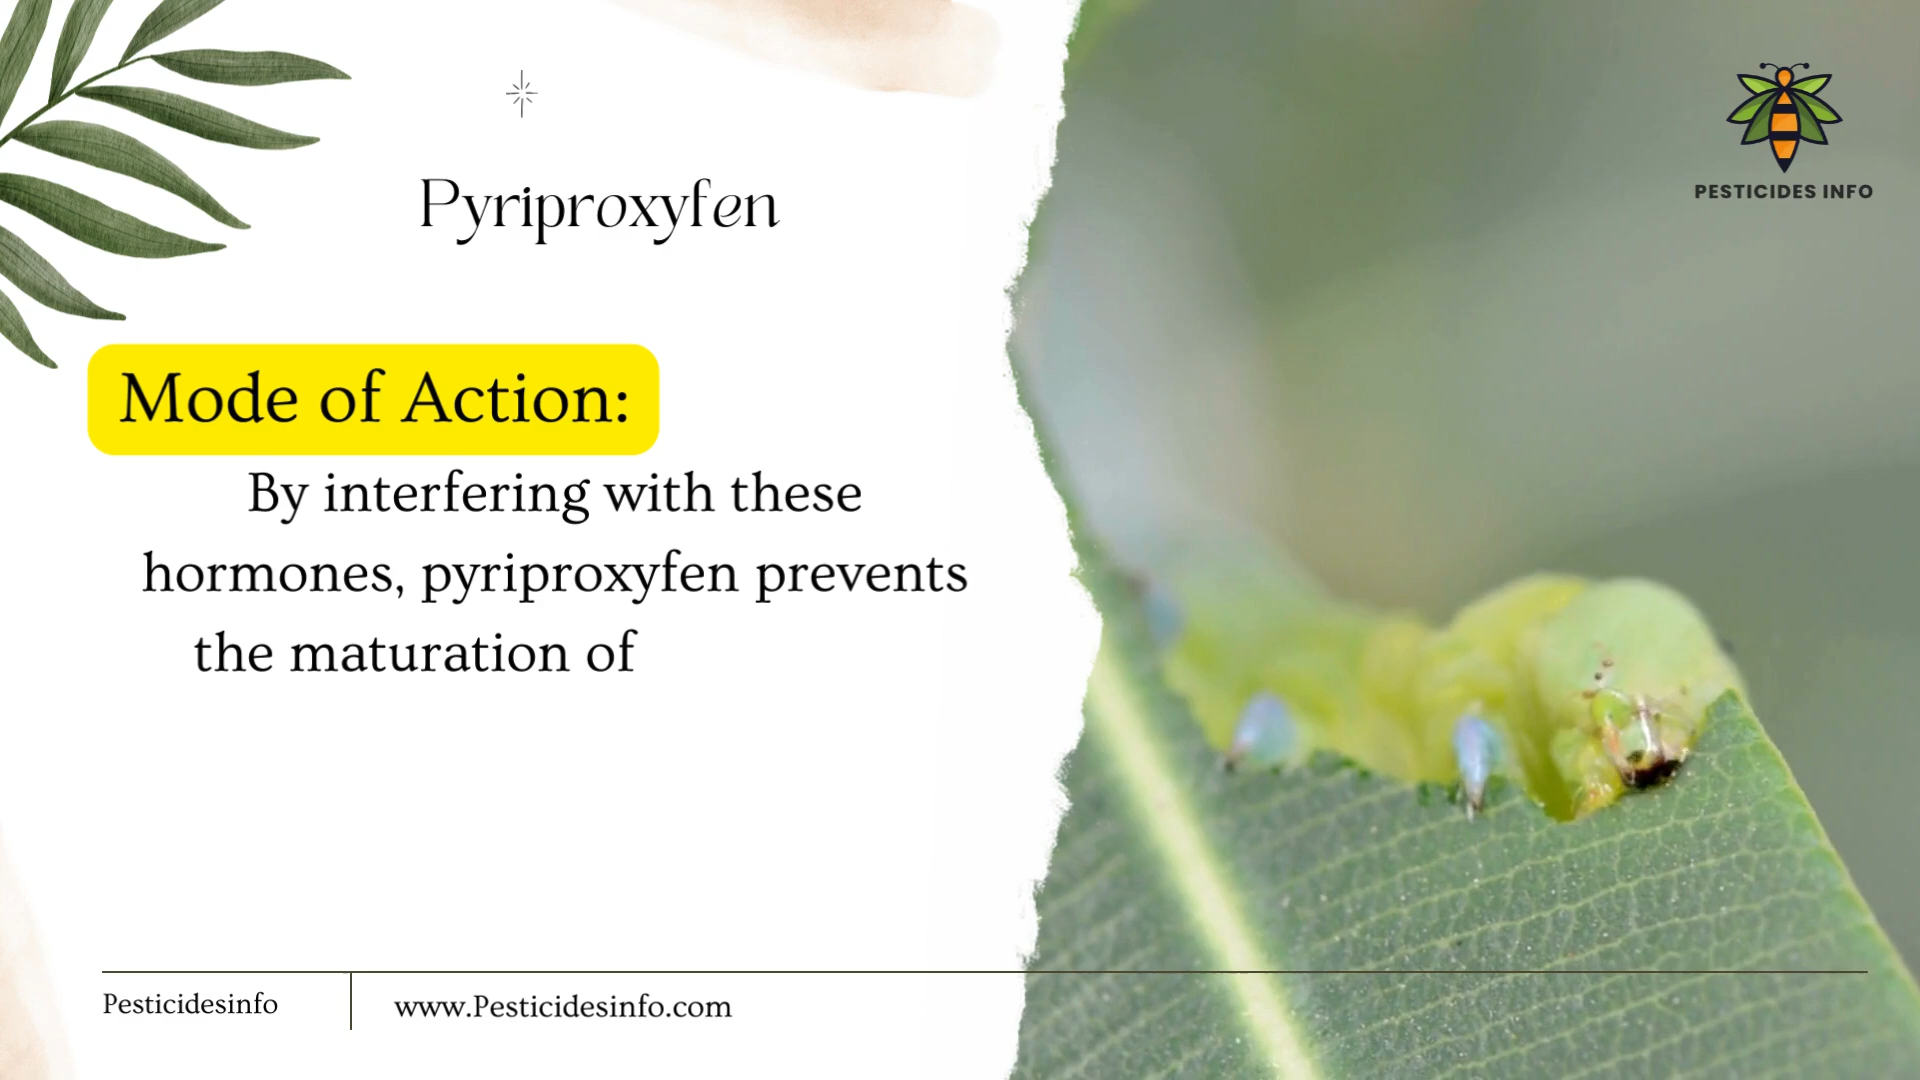 Pyriproxyfen
PESTICIDES INFO
Mode of Action:
By interfering with these
hormones, pyriproxyfen prevents
the maturation of
Pesticidesinfo
www.Pesticidesinfo.com